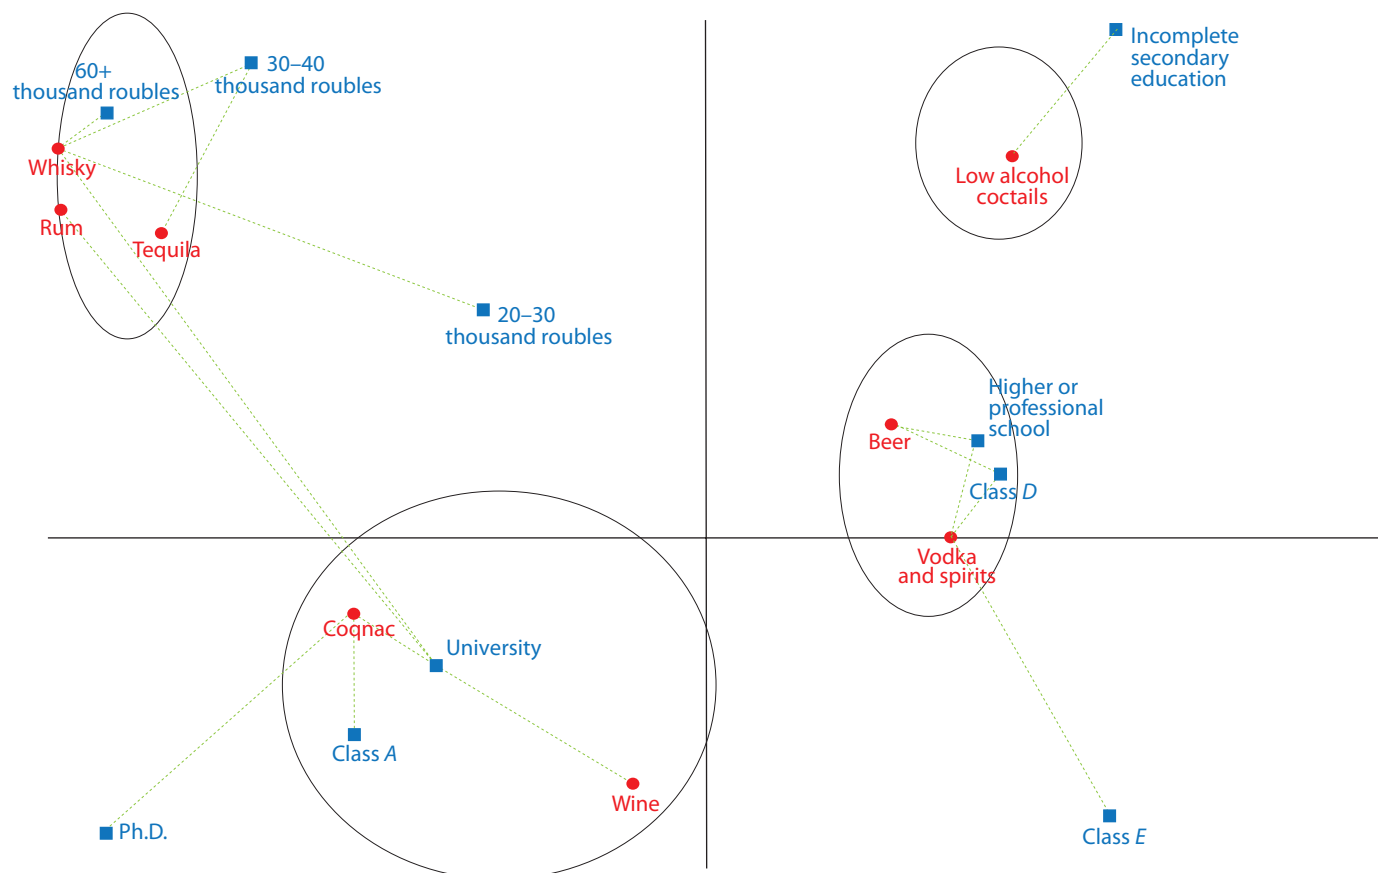 60+
thousand roubles
30–40
thousand roubles
Incomplete
secondary
education
Whisky
Low alcohol
coctails
Rum
Tequila
20–30
thousand roubles
Higher or
professional
school
Beer
Class D
Vodka
and spirits
Coqnac
University
Class A
Wine
Ph.D.
Class E